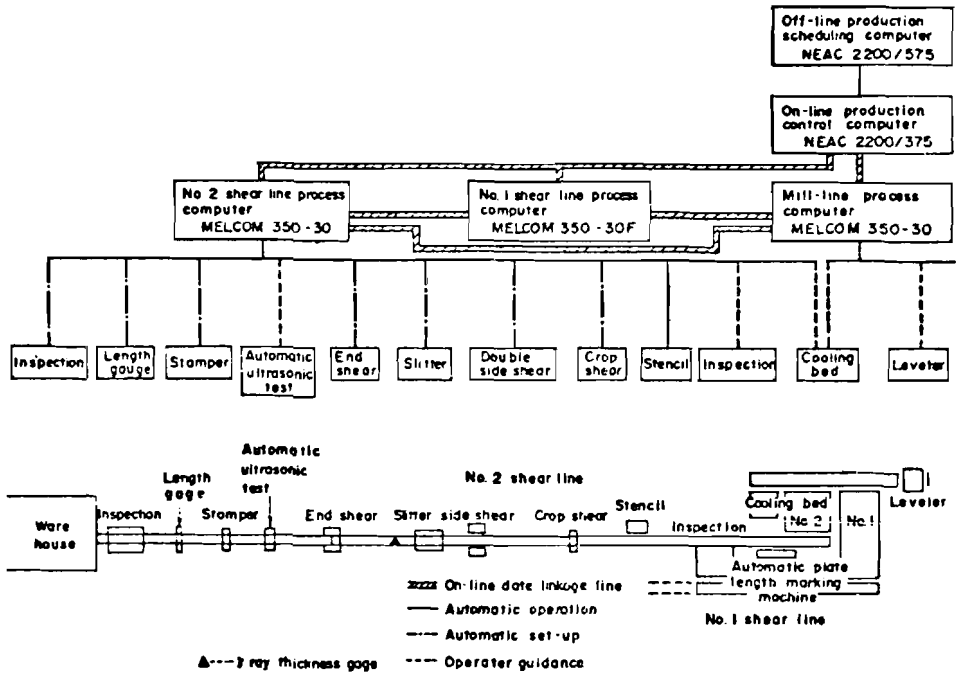 Off-line production
scheduling computer
NEAC 2200/575
On-line production
control computer
NEAC 2200/375
No. 2 shear line process
computer
MELCOM 350-30
No. 1 shear line process
computer
MELCOM 350-30F
Mill-line process
computer
MELCOM 350-30
Inspection
Length
gauge
Stamper
Automatic
ultrasonic
test
End
shear
Slitter
Double
side shear
Crop
shear
Stencil
Inspection
Cooling
bed
Leveler
Ware
house
Inspection
Length
gage
Stomper
Automatic
ultrasonic
test
End shear
No. 2 shear line
Slitter side shear
Crop shear
Stencil
Inspection
Cooling bed
No. 2
No. 1
Leveler
Automatic plate
length marking
machine
No. 1 shear line
On-line date linkage line
Automatic operation
Automatic set-up
Operater guidance
γ ray thickness gage